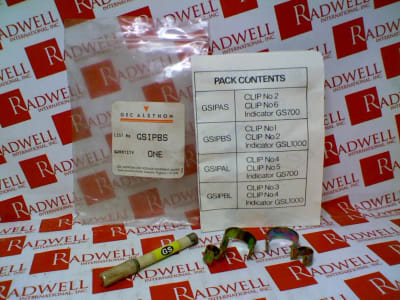 GEC ALSTHOM
LIST No GSIPBS
QUANTITY ONE
PACK CONTENTS
GSIPAS
CLIP No 2
CLIP No 6
Indicator GS700
GSIPBS
CLIP No 1
CLIP No 2
Indicator GSL1000
GSIPAL
CLIP No 4
CLIP No 5
Indicator GS700
GSIPBL
CLIP No 3
CLIP No 4
Indicator GSL1000
GS
RADWELL
INTERNATIONAL, INC.